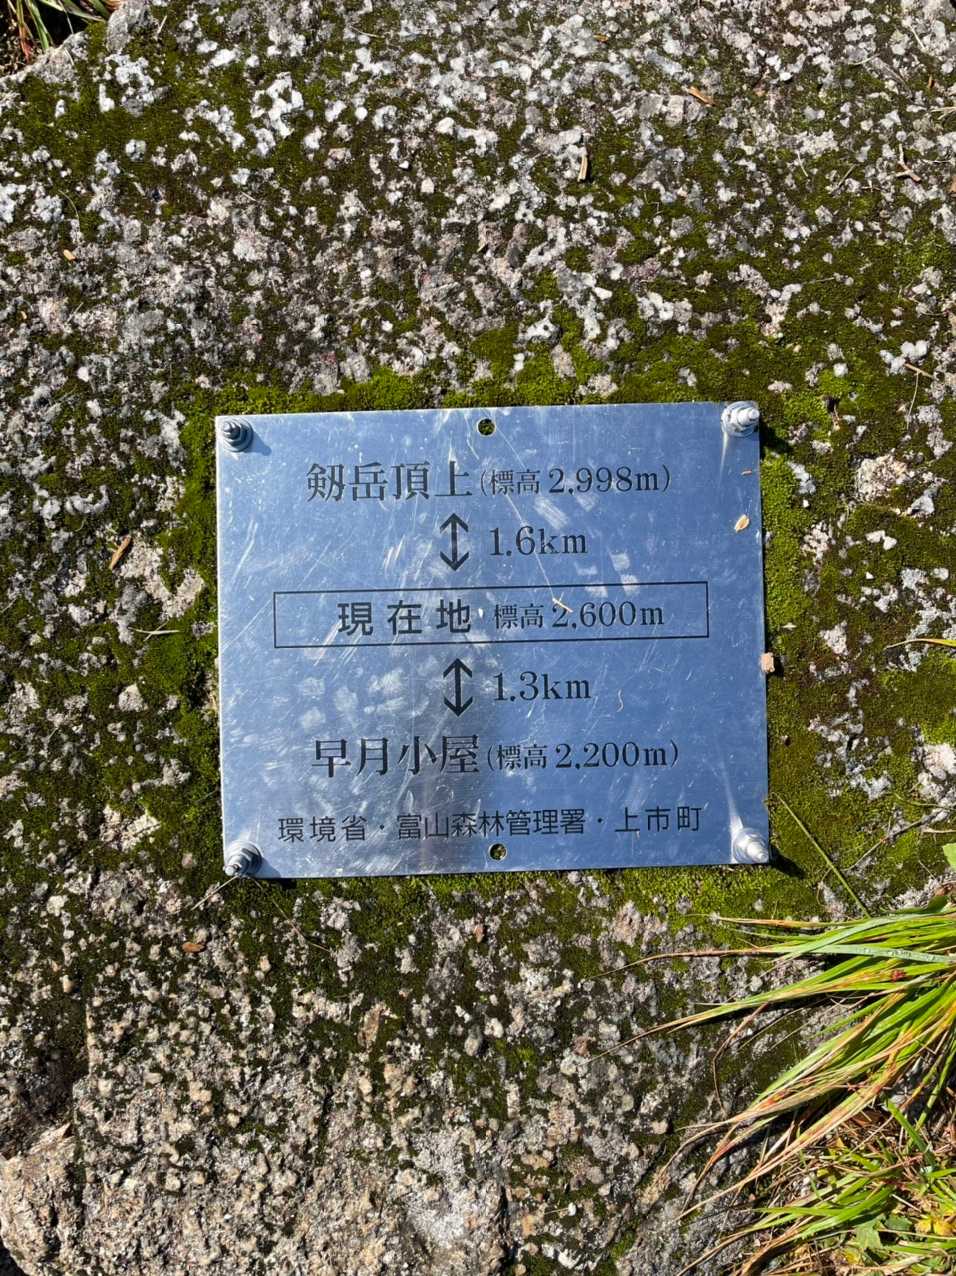 剱岳頂上(標高2,998m)
↕ 1.6km
現在地 標高2,600m
↕ 1.3km
早月小屋(標高2,200m)
環境省・富山森林管理署・上市町